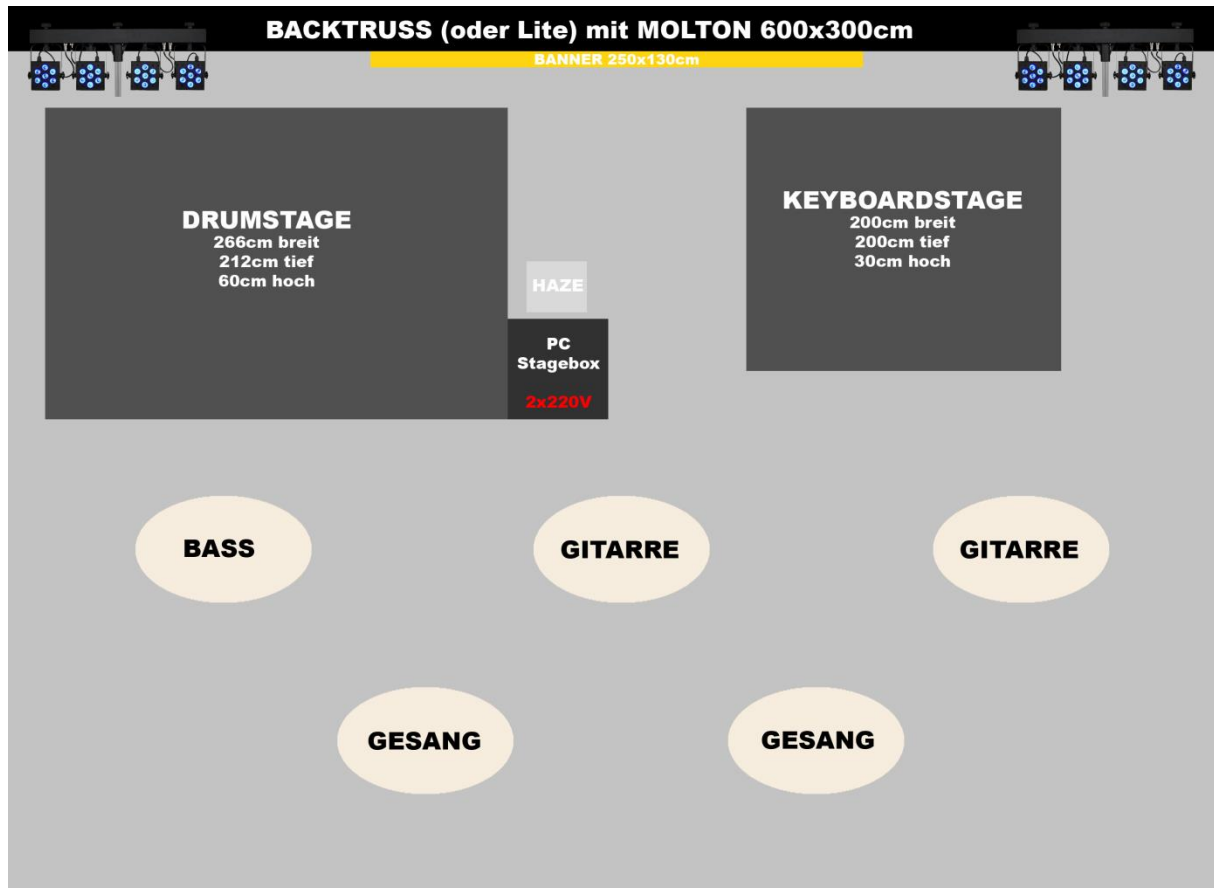 BACKTRUSS (oder Lite) mit MOLTON 600x300cm
BANNER 250x130cm
DRUMSTAGE
266cm breit
212cm tief
60cm hoch
KEYBOARDSTAGE
200cm breit
200cm tief
30cm hoch
HAZE
PC
Stagebox
2x220V
BASS
GITARRE
GITARRE
GESANG
GESANG